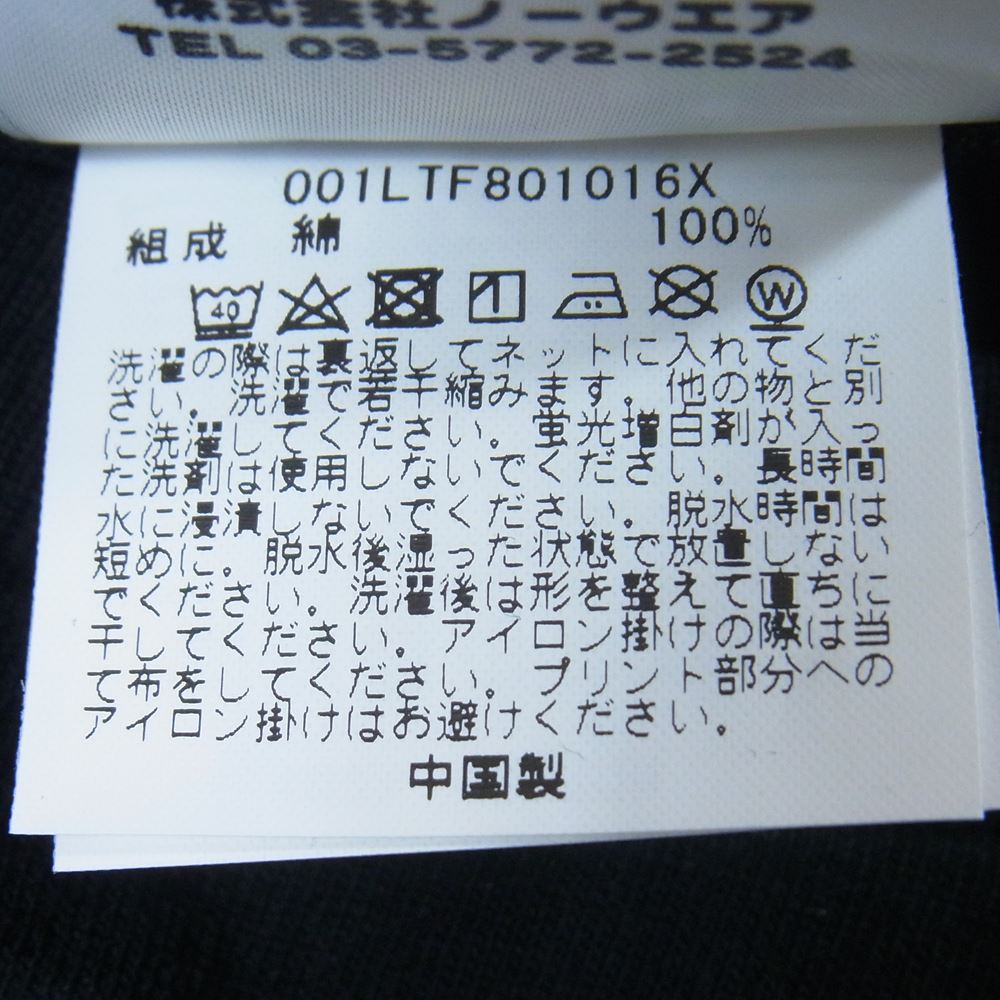 株式会社ノーウエア
TEL 03-5772-2524
001LTF801016X
組成 綿 100%
40 W
洗濯の際は裏返してネットに入れてくだ
さい。洗濯で若干縮みます。他の物と別
に洗濯してください。蛍光増白剤が入っ
た洗剤は使用しないでください。長時間
水に浸漬しないでください。脱水時間は
短めに。脱水後湿った状態で放置しない
でください。洗濯後は形を整えて直ちに
干してください。アイロン掛けの際は当
て布をしてください。プリント部分への
アイロン掛けはお避けください。
中国製